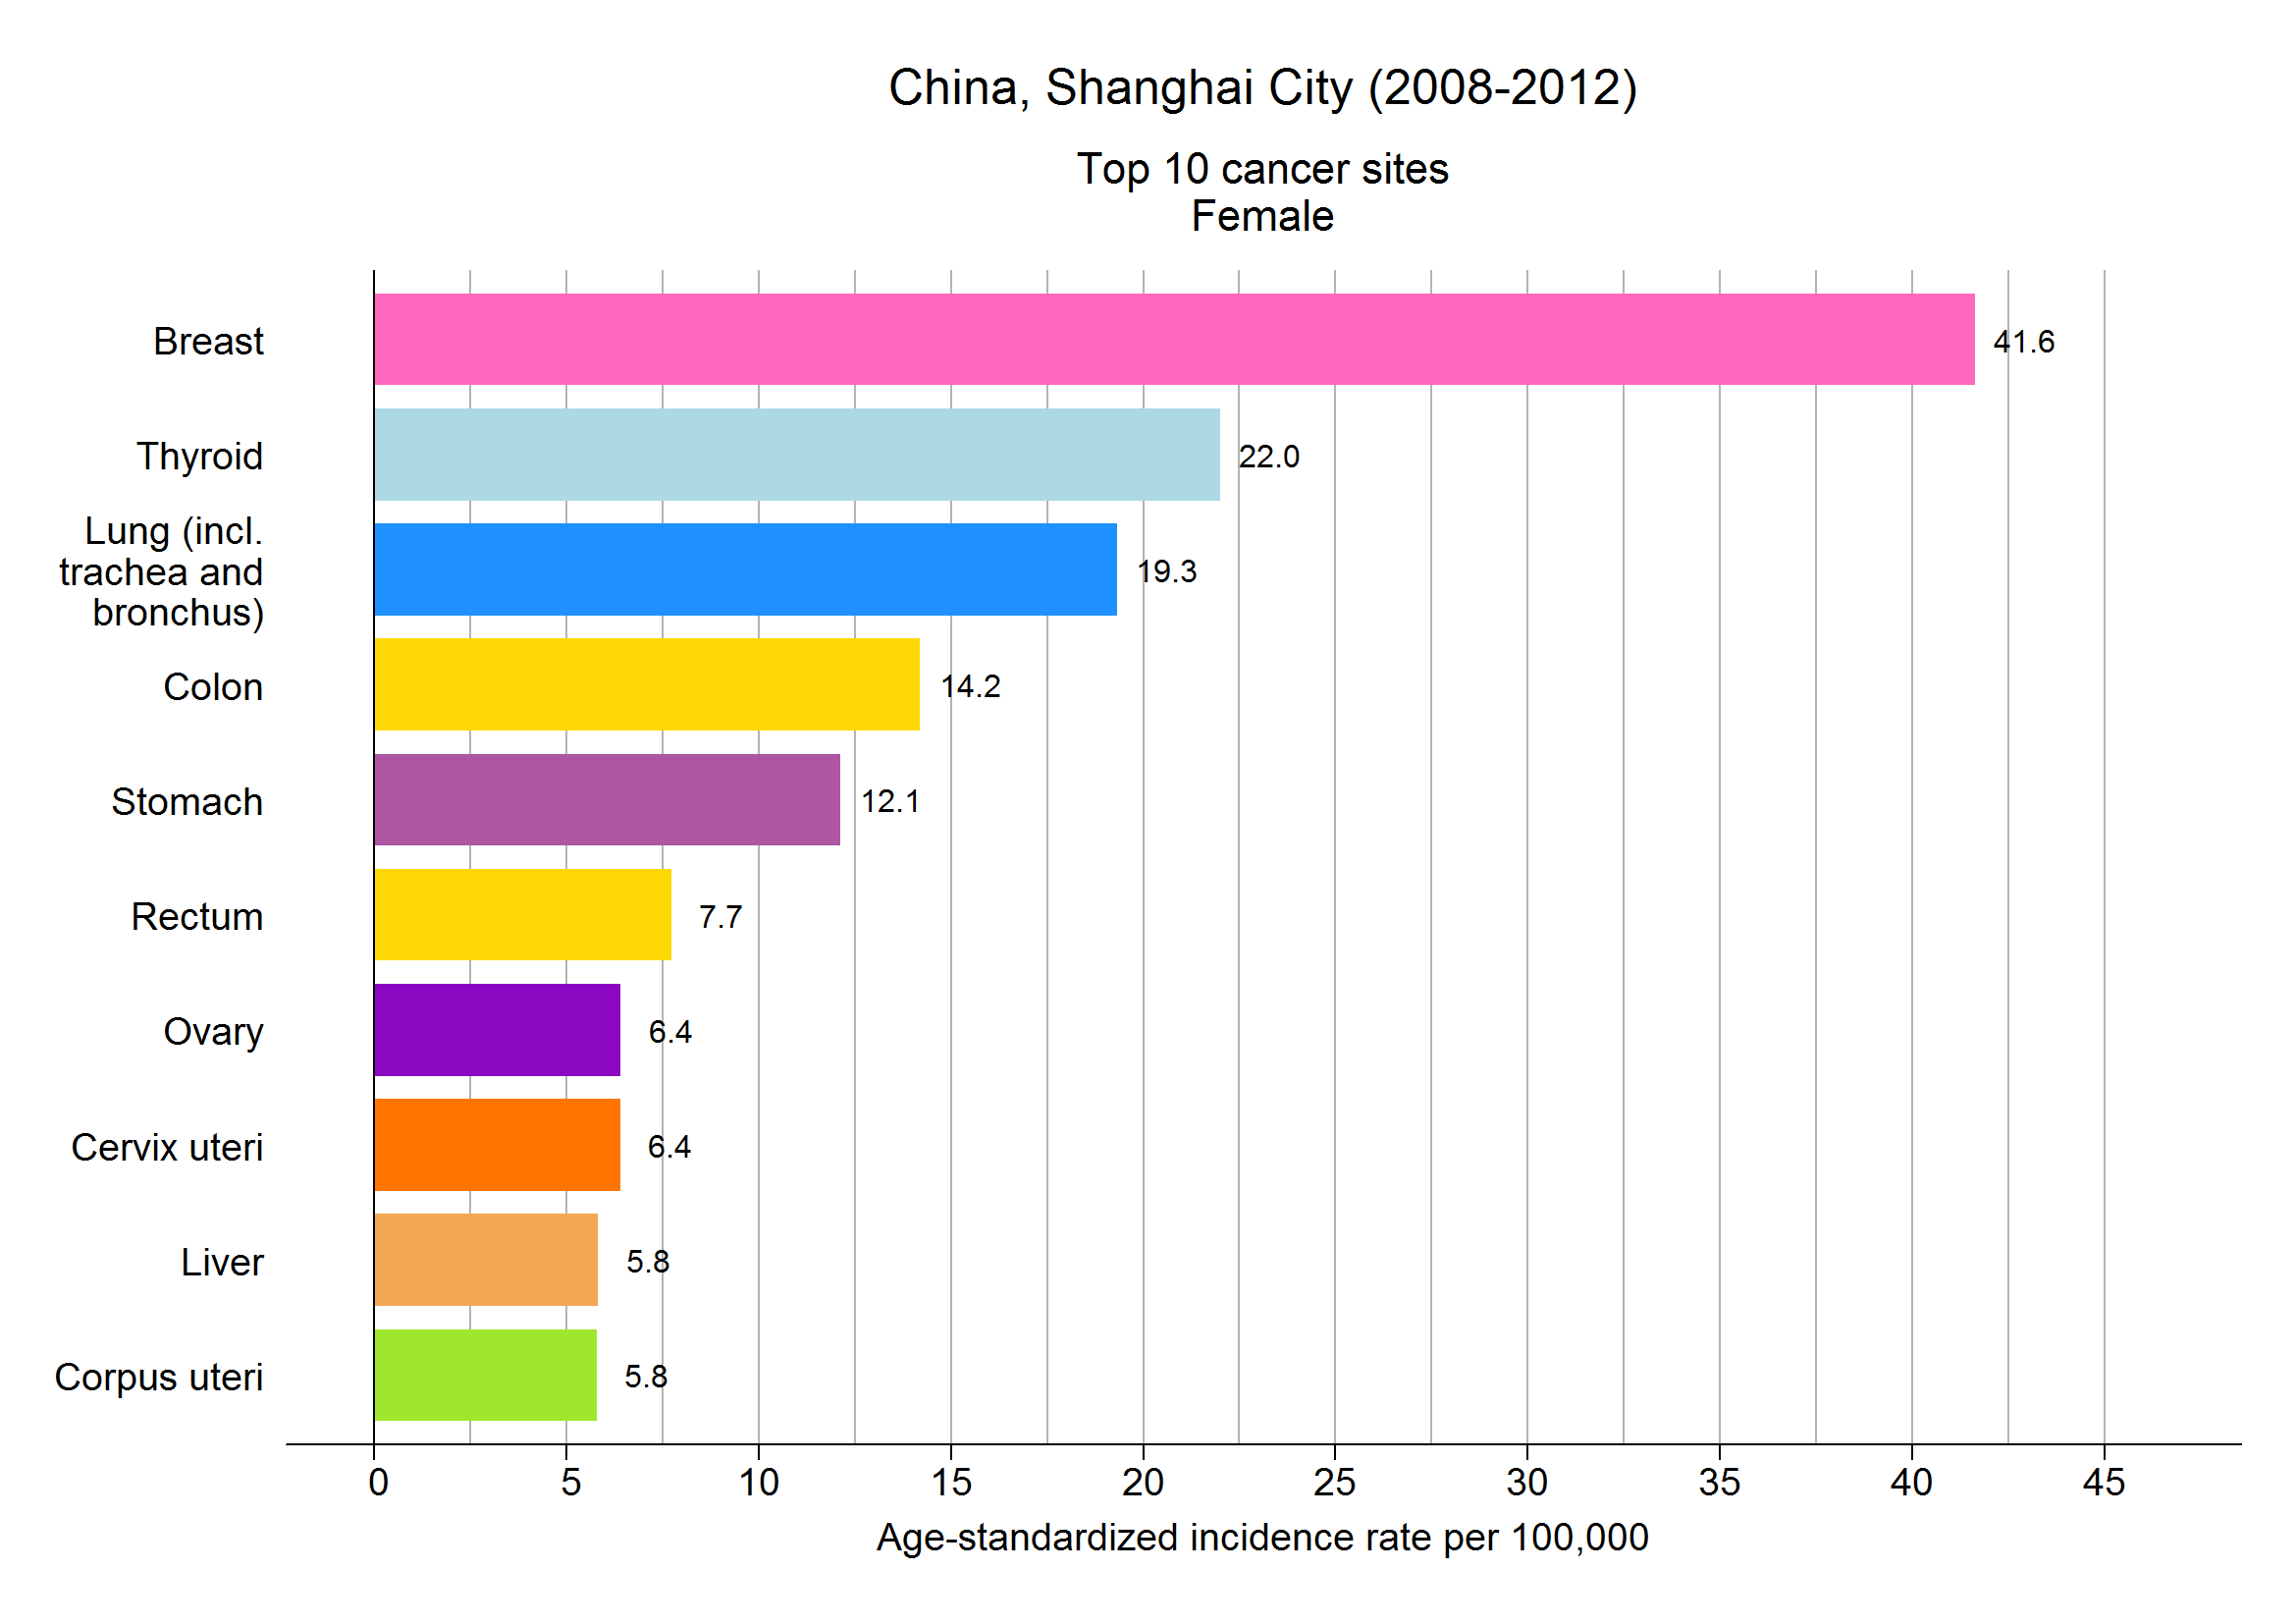 China, Shanghai City (2008-2012)
Top 10 cancer sites
Female
Breast
41.6
Thyroid
22.0
Lung (incl.
trachea and
bronchus)
19.3
Colon
14.2
Stomach
12.1
Rectum
7.7
Ovary
6.4
Cervix uteri
6.4
Liver
5.8
Corpus uteri
5.8
0 5 10 15 20 25 30 35 40 45
Age-standardized incidence rate per 100,000